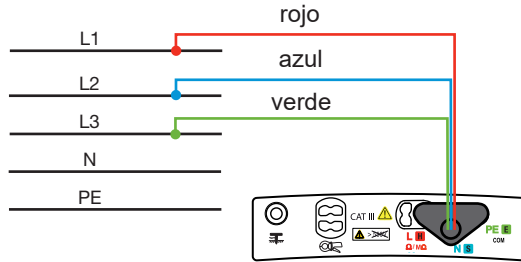 rojo
L1
azul
L2
verde
L3
N
PE
CAT III
L H
Ω/MΩ
N S
PE E
COM